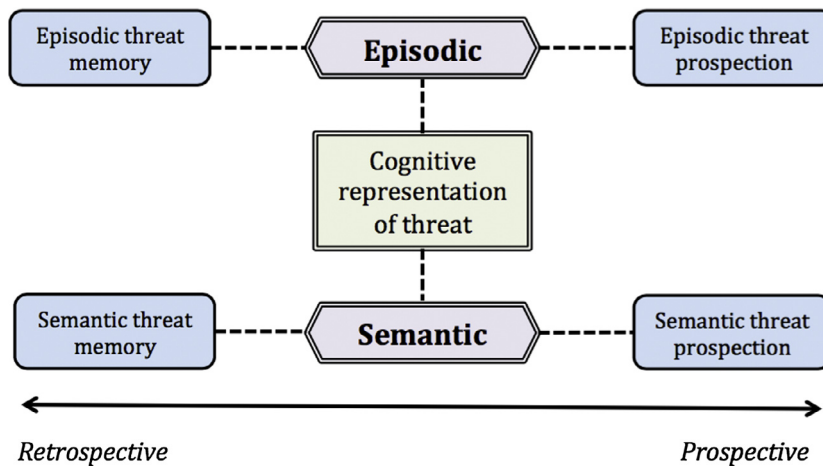 Episodic threat
memory
Episodic
Episodic threat
prospection
Cognitive
representation
of threat
Semantic threat
memory
Semantic
Semantic threat
prospection
Retrospective
Prospective